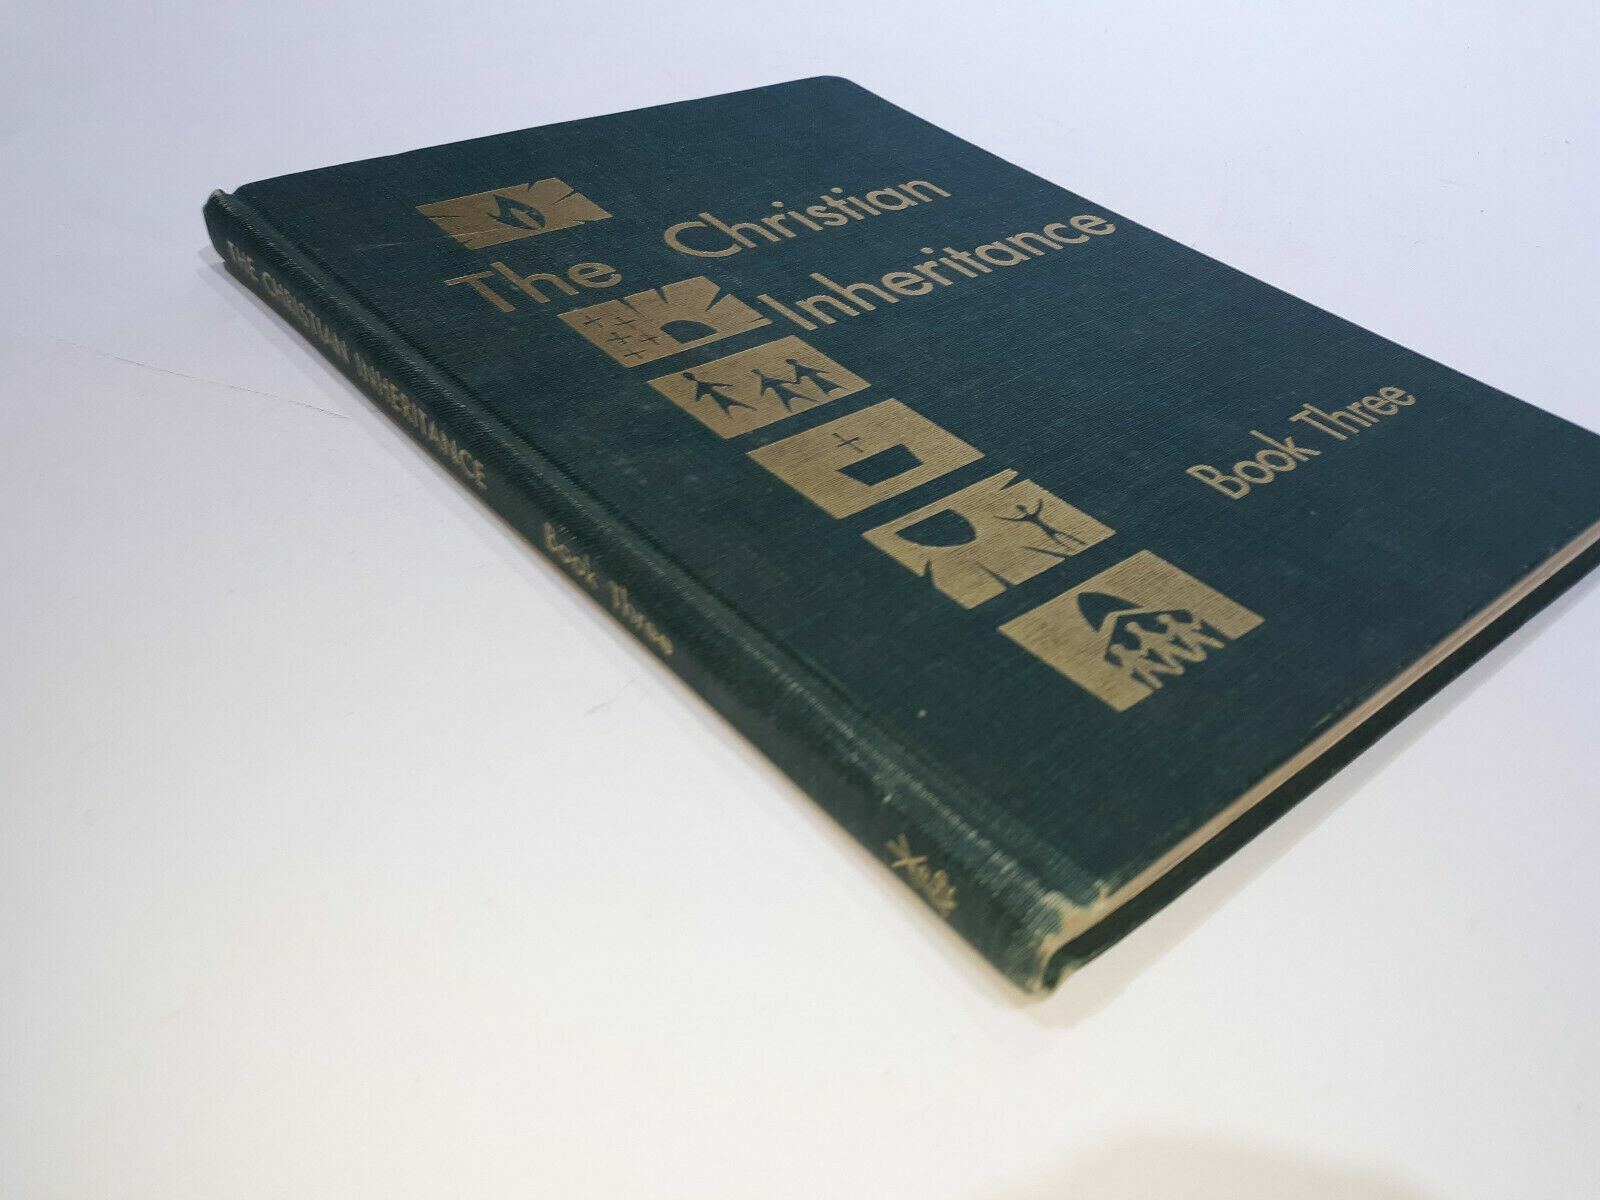 The Christian
Inheritance
Book Three
THE CHRISTIAN INHERITANCE
Book Three